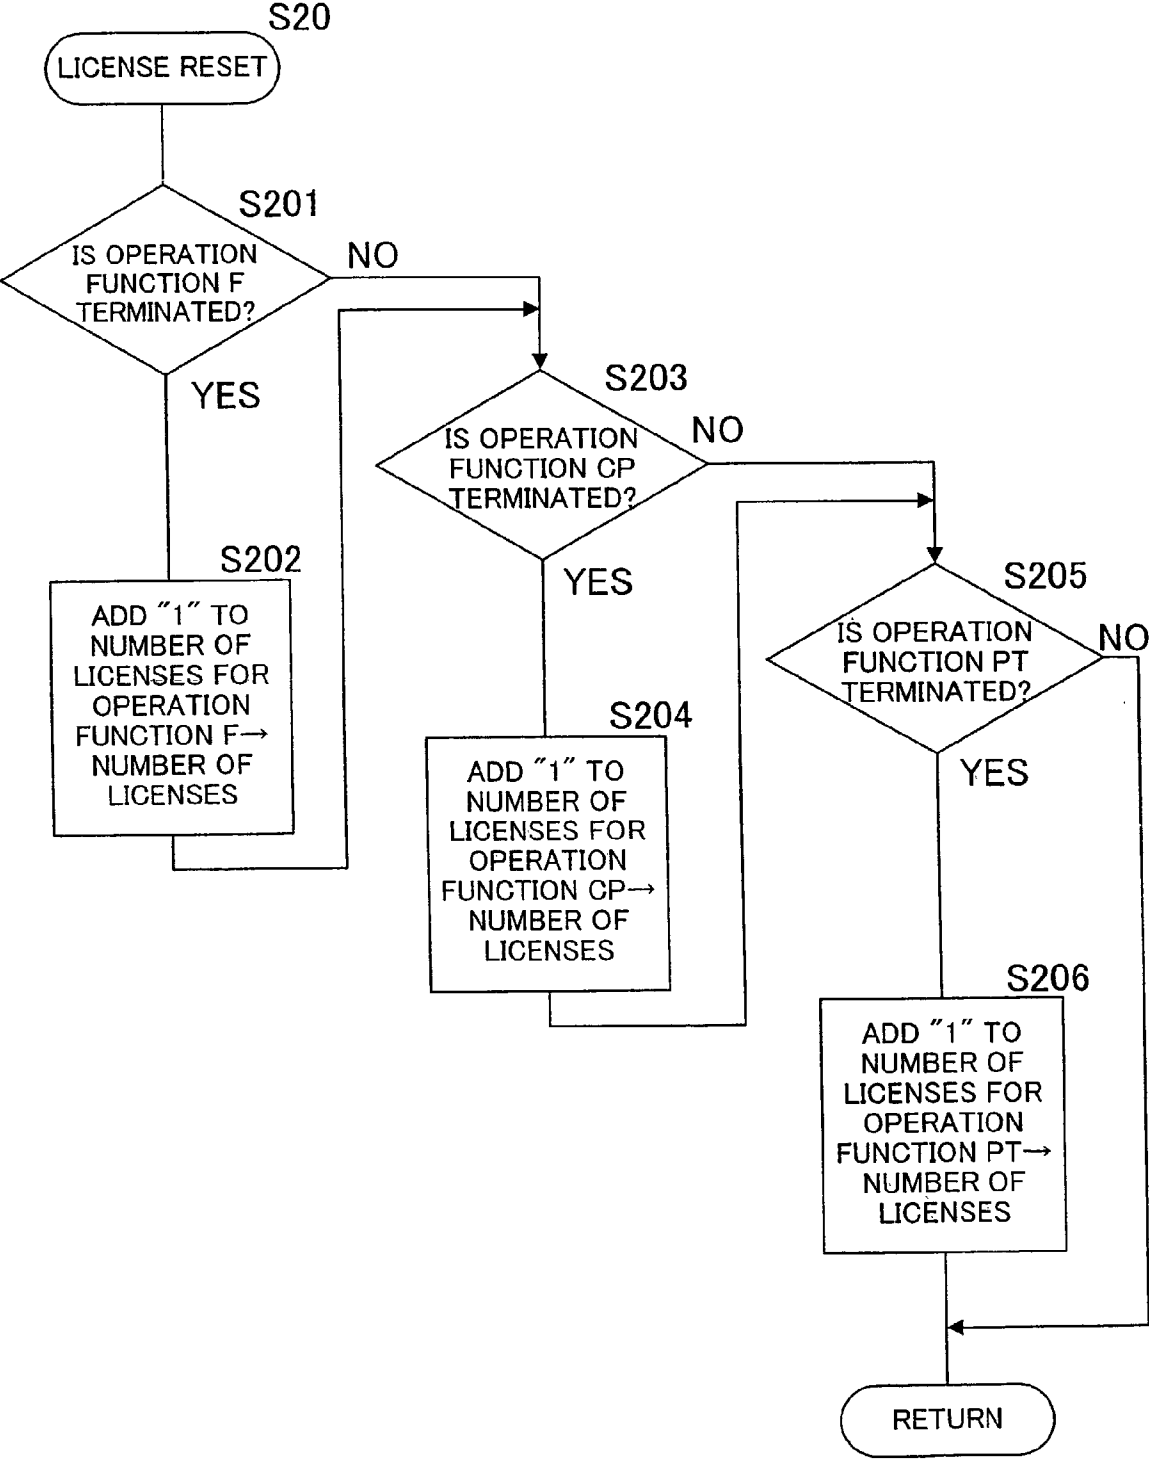 S20
LICENSE RESET
S201
IS OPERATION
FUNCTION F
TERMINATED?
NO
YES
S202
ADD "1" TO
NUMBER OF
LICENSES FOR
OPERATION
FUNCTION F→
NUMBER OF
LICENSES
S203
IS OPERATION
FUNCTION CP
TERMINATED?
NO
YES
S204
ADD "1" TO
NUMBER OF
LICENSES FOR
OPERATION
FUNCTION CP→
NUMBER OF
LICENSES
S205
IS OPERATION
FUNCTION PT
TERMINATED?
NO
YES
S206
ADD "1" TO
NUMBER OF
LICENSES FOR
OPERATION
FUNCTION PT→
NUMBER OF
LICENSES
RETURN